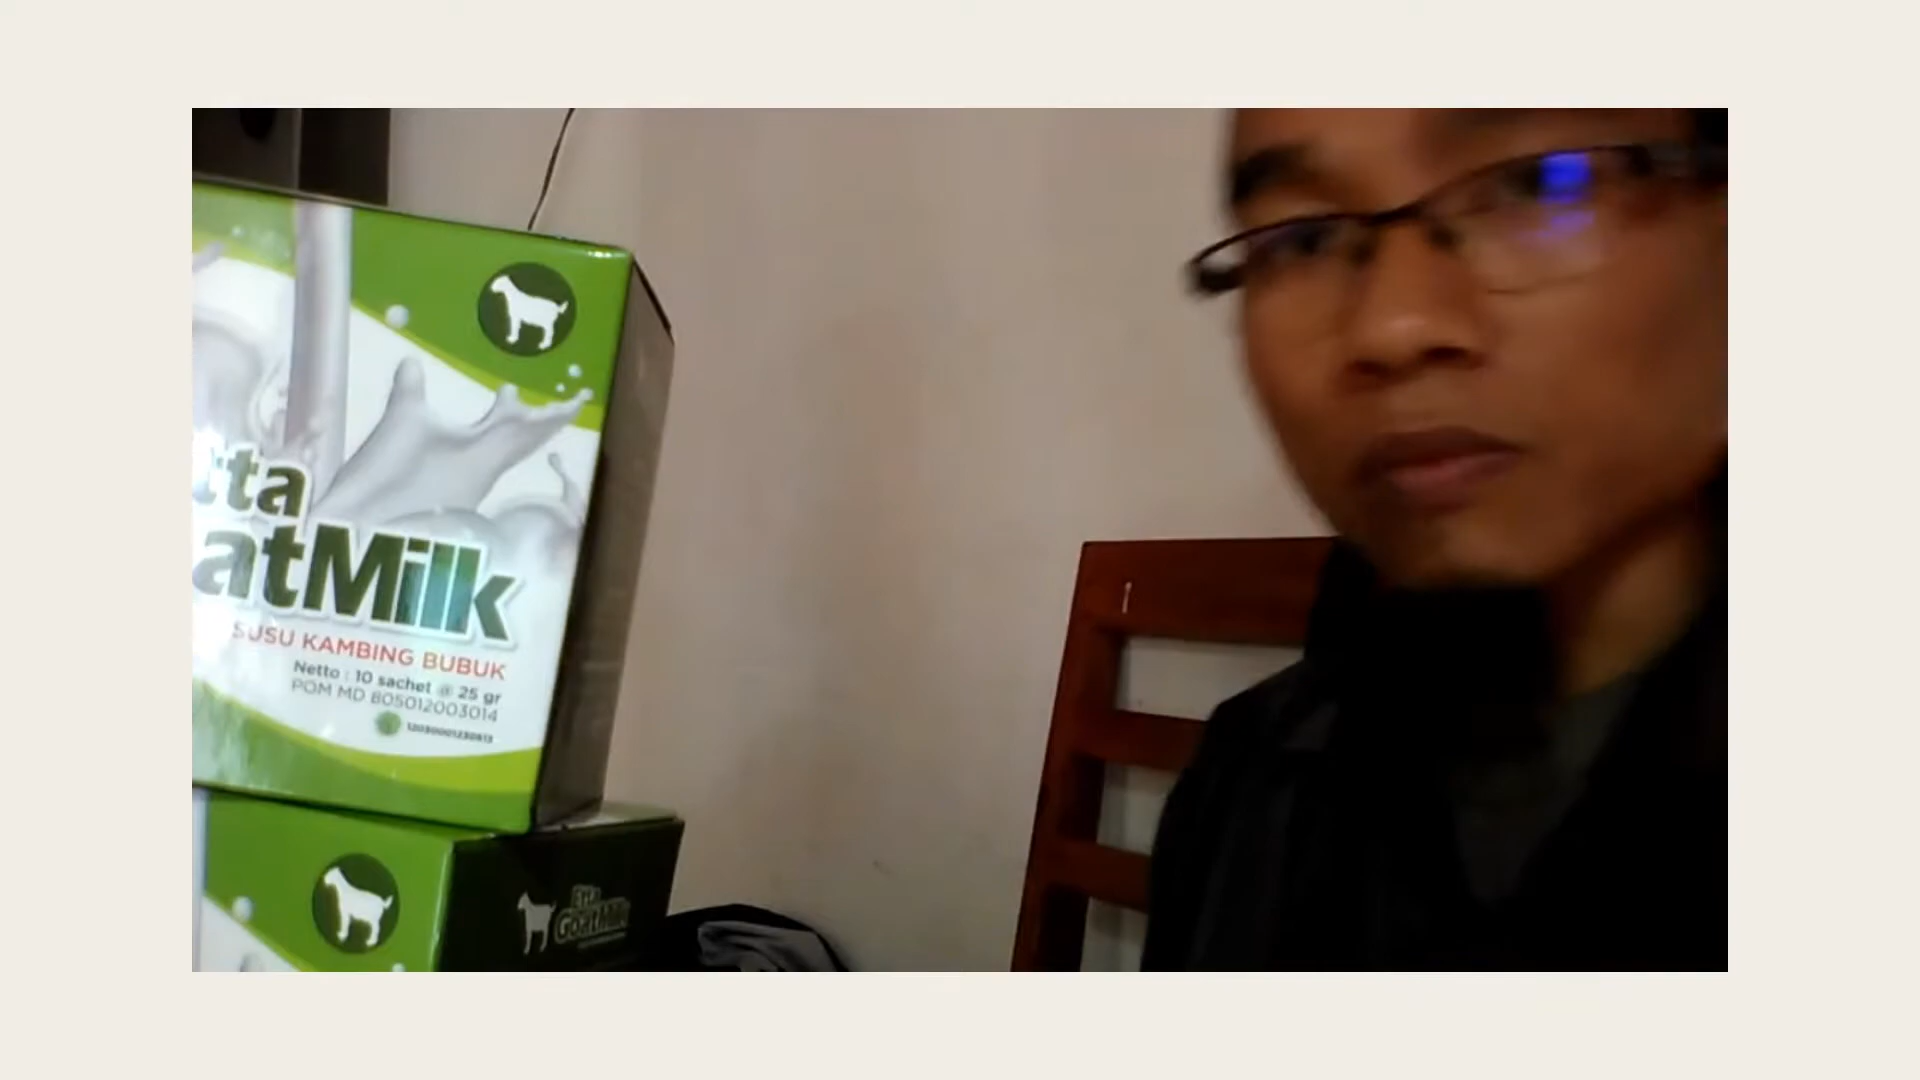 tta
atMilk
SUSU KAMBING BUBUK
Netto : 10 sachet @ 25 gr
POM MD 805012003014
Etta
GoatMilk